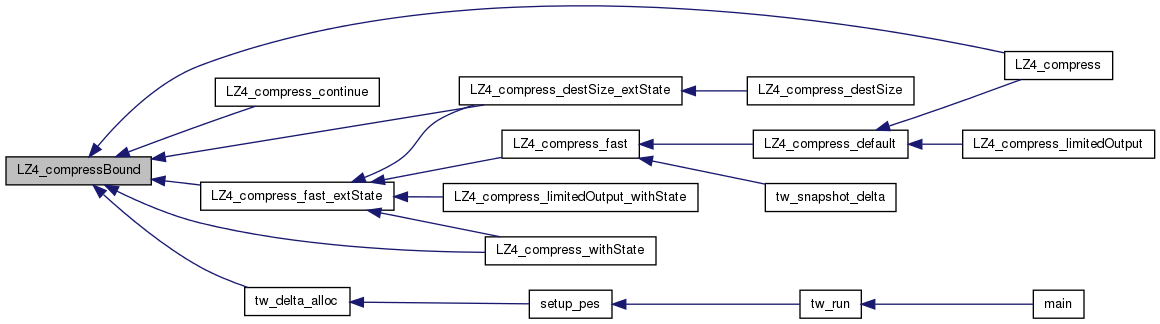 LZ4_compressBound
LZ4_compress
LZ4_compress_continue
LZ4_compress_destSize_extState
LZ4_compress_destSize
LZ4_compress_fast
LZ4_compress_default
LZ4_compress_limitedOutput
LZ4_compress_fast_extState
LZ4_compress_limitedOutput_withState
tw_snapshot_delta
LZ4_compress_withState
tw_delta_alloc
setup_pes
tw_run
main